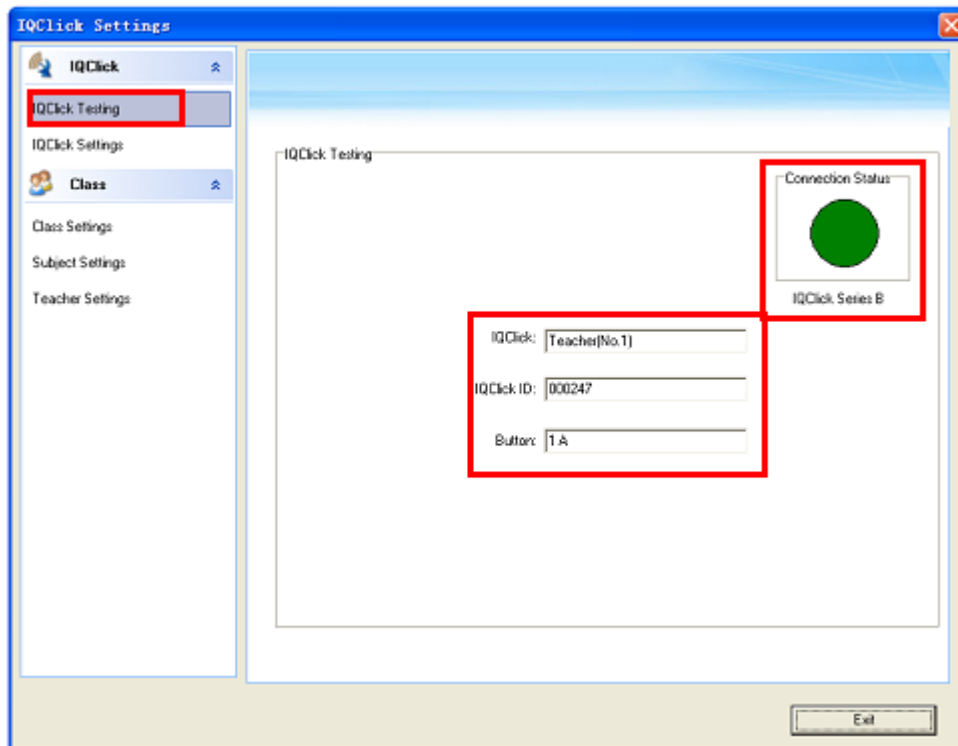 IQClick Settings
IQClick
IQClick Testing
IQClick Settings
Class
Class Settings
Subject Settings
Teacher Settings
IQClick Testing
Connection Status
IQClick Series B
IQClick: Teacher(No.1)
IQClick ID: 000247
Button: 1 A
Exit